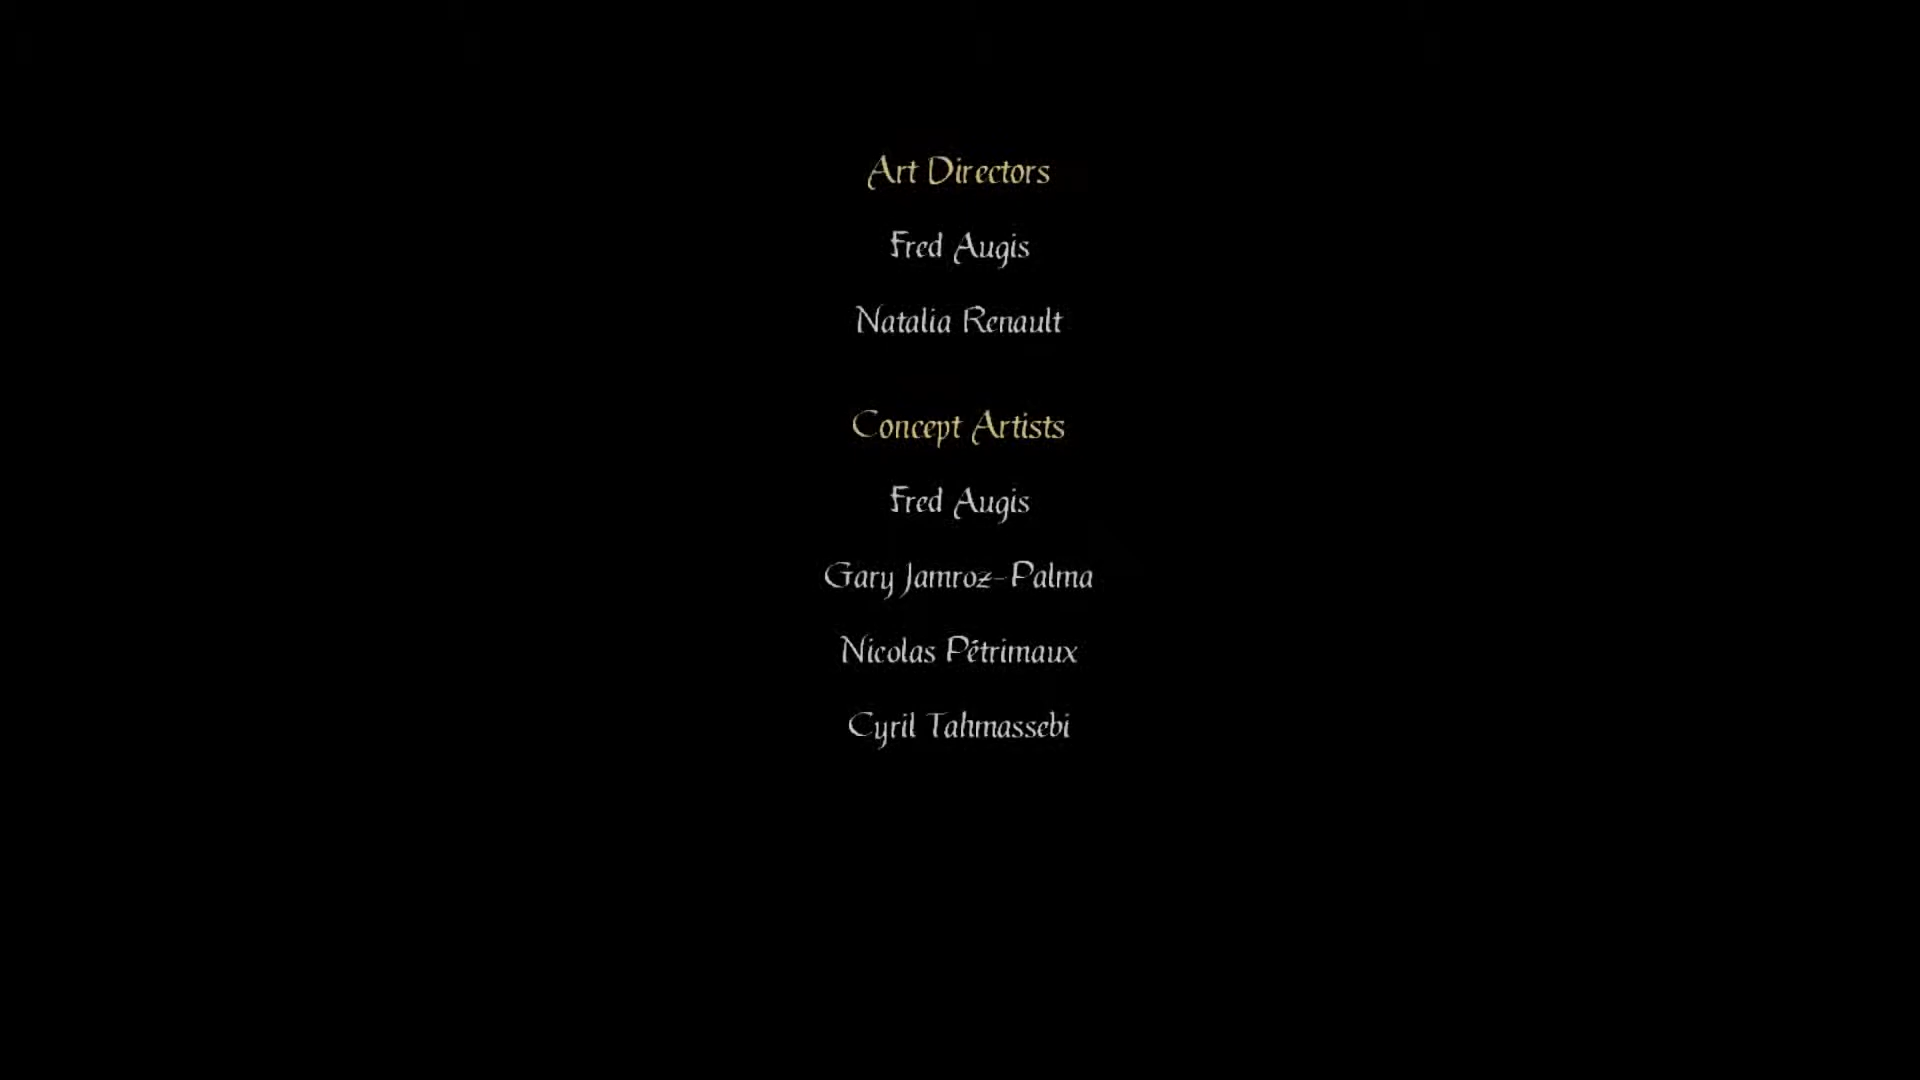 Art Directors
Fred Augis
Natalia Renault
Concept Artists
Fred Augis
Gary Jamroz-Palma
Nicolas Pétrimaux
Cyril Tahmassebi